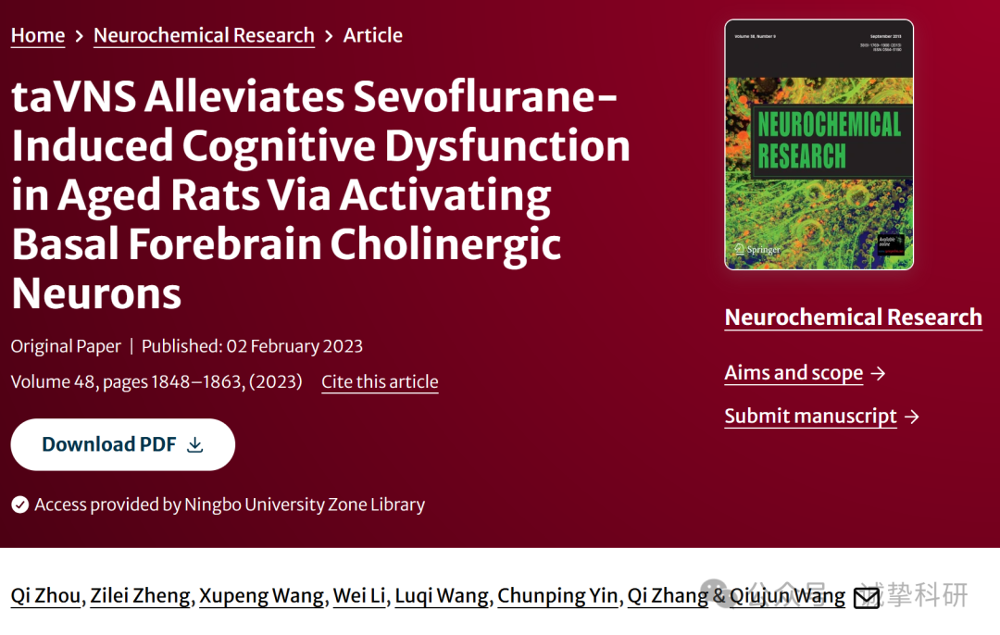 Home > Neurochemical Research > Article
taVNS Alleviates Sevoflurane-
Induced Cognitive Dysfunction
in Aged Rats Via Activating
Basal Forebrain Cholinergic
Neurons
Original Paper | Published: 02 February 2023
Volume 48, pages 1848–1863, (2023) Cite this article
Download PDF
Access provided by Ningbo University Zone Library
Volume 38, Number 9
September 2013
NEUROCHEMICAL
RESEARCH
Springer
Neurochemical Research
Aims and scope →
Submit manuscript →
Qi Zhou, Zilei Zheng, Xupeng Wang, Wei Li, Luqi Wang, Chunping Yin, Qi Zhang & Qiujun Wang
公众号 诚挚科研